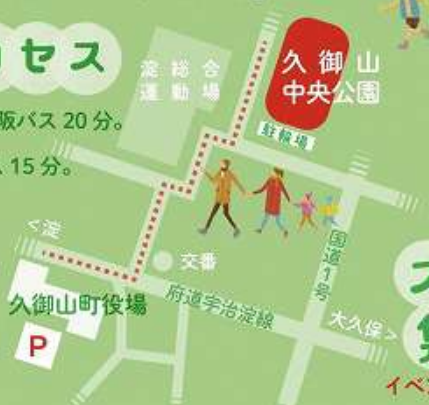 セス
阪バス 20 分。
15 分。
淀 総 合
運 動 場
久 御 山
中央公園
駐輪場
<淀
交番
国道1号
久御山町役場
府道宇治淀線
大久保>
P
イベ